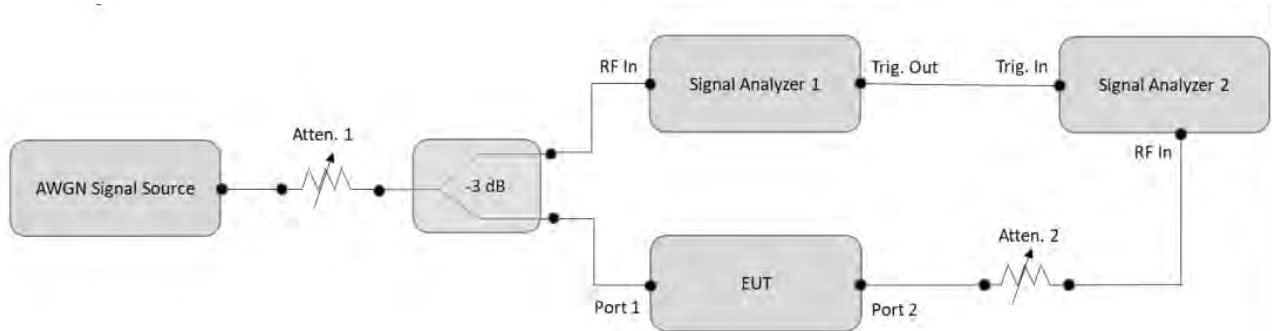 RF In
Signal Analyzer 1
Trig. Out
Trig. In
Signal Analyzer 2
RF In
Atten. 1
AWGN Signal Source
-3 dB
Atten. 2
Port 1
EUT
Port 2